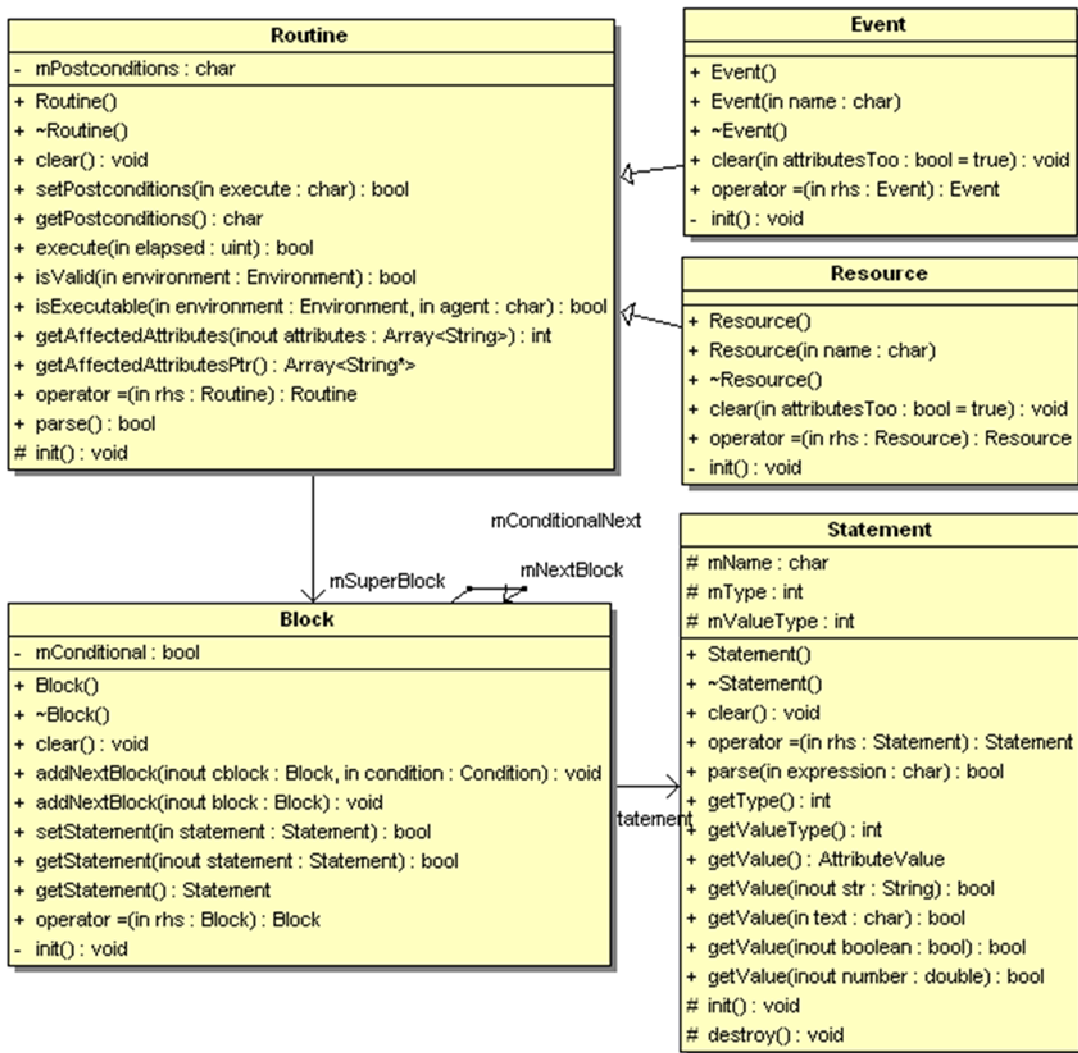 Routine
- mPostconditions : char
+ Routine()
+ ~Routine()
+ clear() : void
+ setPostconditions(in execute : char) : bool
+ getPostconditions() : char
+ execute(in elapsed : uint) : bool
+ isValid(in environment : Environment) : bool
+ isExecutable(in environment : Environment, in agent : char) : bool
+ getAffectedAttributes(inout attributes : Array<String>) : int
+ getAffectedAttributesPtr() : Array<String*>
+ operator =(in rhs : Routine) : Routine
+ parse() : bool
# init() : void
Event
+ Event()
+ Event(in name : char)
+ ~Event()
+ clear(in attributesToo : bool = true) : void
+ operator =(in rhs : Event) : Event
- init() : void
Resource
+ Resource()
+ Resource(in name : char)
+ ~Resource()
+ clear(in attributesToo : bool = true) : void
+ operator =(in rhs : Resource) : Resource
- init() : void
mConditionalNext
mSuperBlock
mNextBlock
Block
- mConditional : bool
+ Block()
+ ~Block()
+ clear() : void
+ addNextBlock(inout cblock : Block, in condition : Condition) : void
+ addNextBlock(inout block : Block) : void
+ setStatement(in statement : Statement) : bool
+ getStatement(inout statement : Statement) : bool
+ getStatement() : Statement
+ operator =(in rhs : Block) : Block
- init() : void
tatement
Statement
# mName : char
# mType : int
# mValueType : int
+ Statement()
+ ~Statement()
+ clear() : void
+ operator =(in rhs : Statement) : Statement
+ parse(in expression : char) : bool
+ getType() : int
+ getValueType() : int
+ getValue() : AttributeValue
+ getValue(inout str : String) : bool
+ getValue(in text : char) : bool
+ getValue(inout boolean : bool) : bool
+ getValue(inout number : double) : bool
# init() : void
# destroy() : void